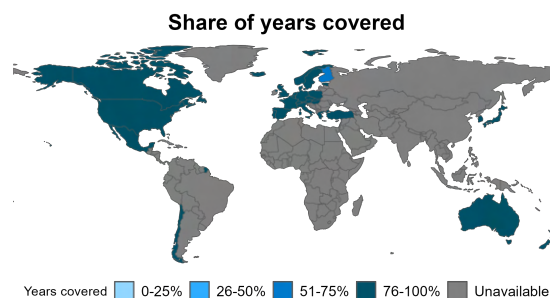 Share of years covered
Years covered 0-25% 26-50% 51-75% 76-100% Unavailable